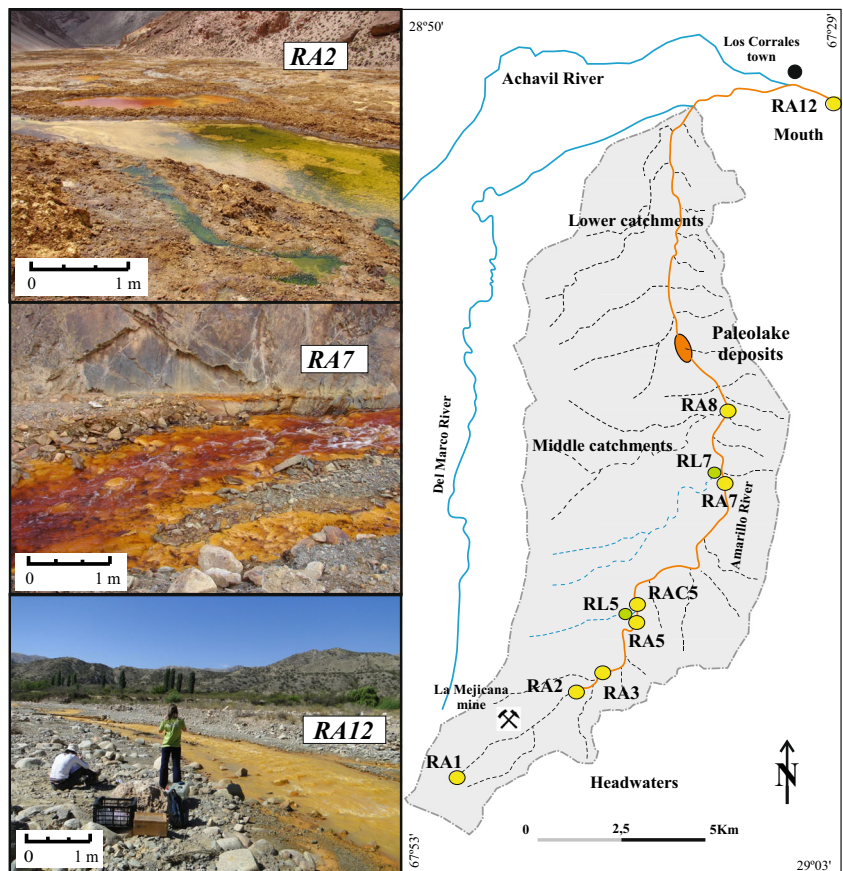 RA2
0 1 m
RA7
0 1 m
RA12
0 1 m
28º50'
67º29'
Los Corrales
town
Achavil River
RA12
Mouth
Lower catchments
Paleolake
deposits
RA8
Middle catchments
RL7
RA7
Del Marco River
Amarillo River
RAC5
RL5
RA5
RA2
RA3
La Mejicana
mine
RA1
Headwaters
N
0 2,5 5Km
67º53'
29º03'